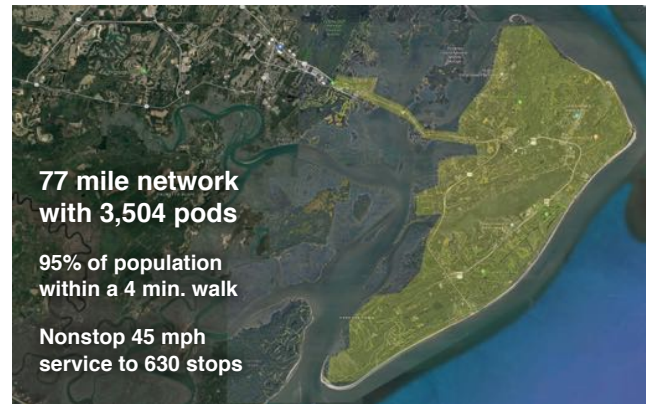 77 mile network
with 3,504 pods
95% of population
within a 4 min. walk
Nonstop 45 mph
service to 630 stops